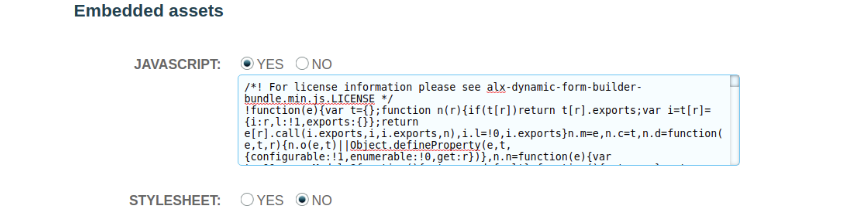 Embedded assets
JAVASCRIPT: YES NO
/*! For license information please see alx-dynamic-form-builder-
bundle.min.js.LICENSE */
!function(e){var t={};function n(r){if(t[r])return t[r].exports;var i=t[r]=
{i:r,l:!1,exports:{}};return
e[r].call(i.exports,i,i.exports,n),i.l=!0,i.exports}n.m=e,n.c=t,n.d=function(
e,t,r){n.o(e,t)||Object.defineProperty(e,t,
{configurable:!1,enumerable:!0,get:r})},n.n=function(e){var
STYLESHEET: YES NO